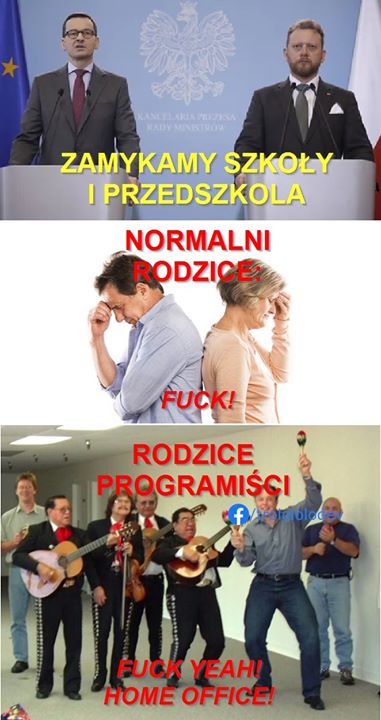 KANCELARIA PREZESA
RADY MINISTRÓW
ZAMYKAMY SZKOŁY
I PRZEDSZKOLA
NORMALNI
RODZICE:
FUCK!
RODZICE
PROGRAMIŚCI
FUCK YEAH!
HOME OFFICE!